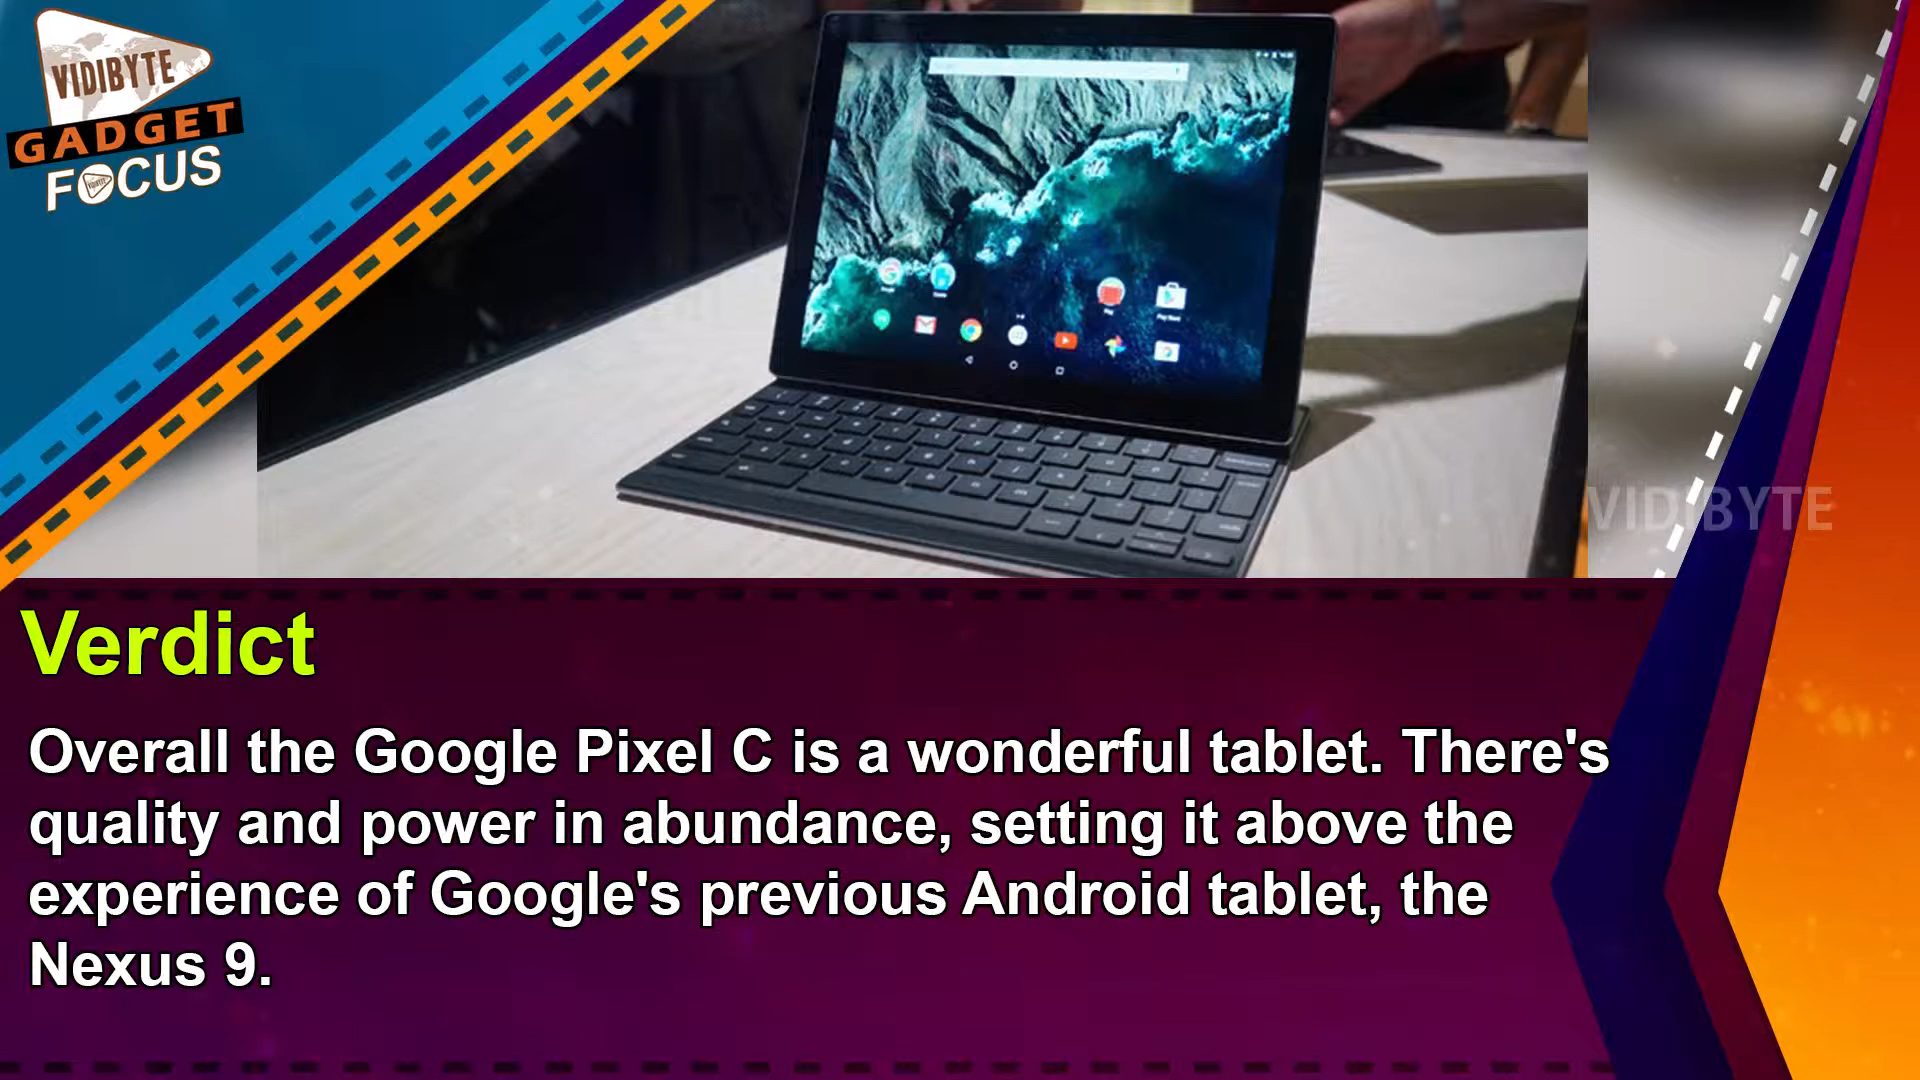 VIDIBYTE
GADGET
FOCUS
VIDIBYTE
Verdict
Overall the Google Pixel C is a wonderful tablet. There's
quality and power in abundance, setting it above the
experience of Google's previous Android tablet, the
Nexus 9.